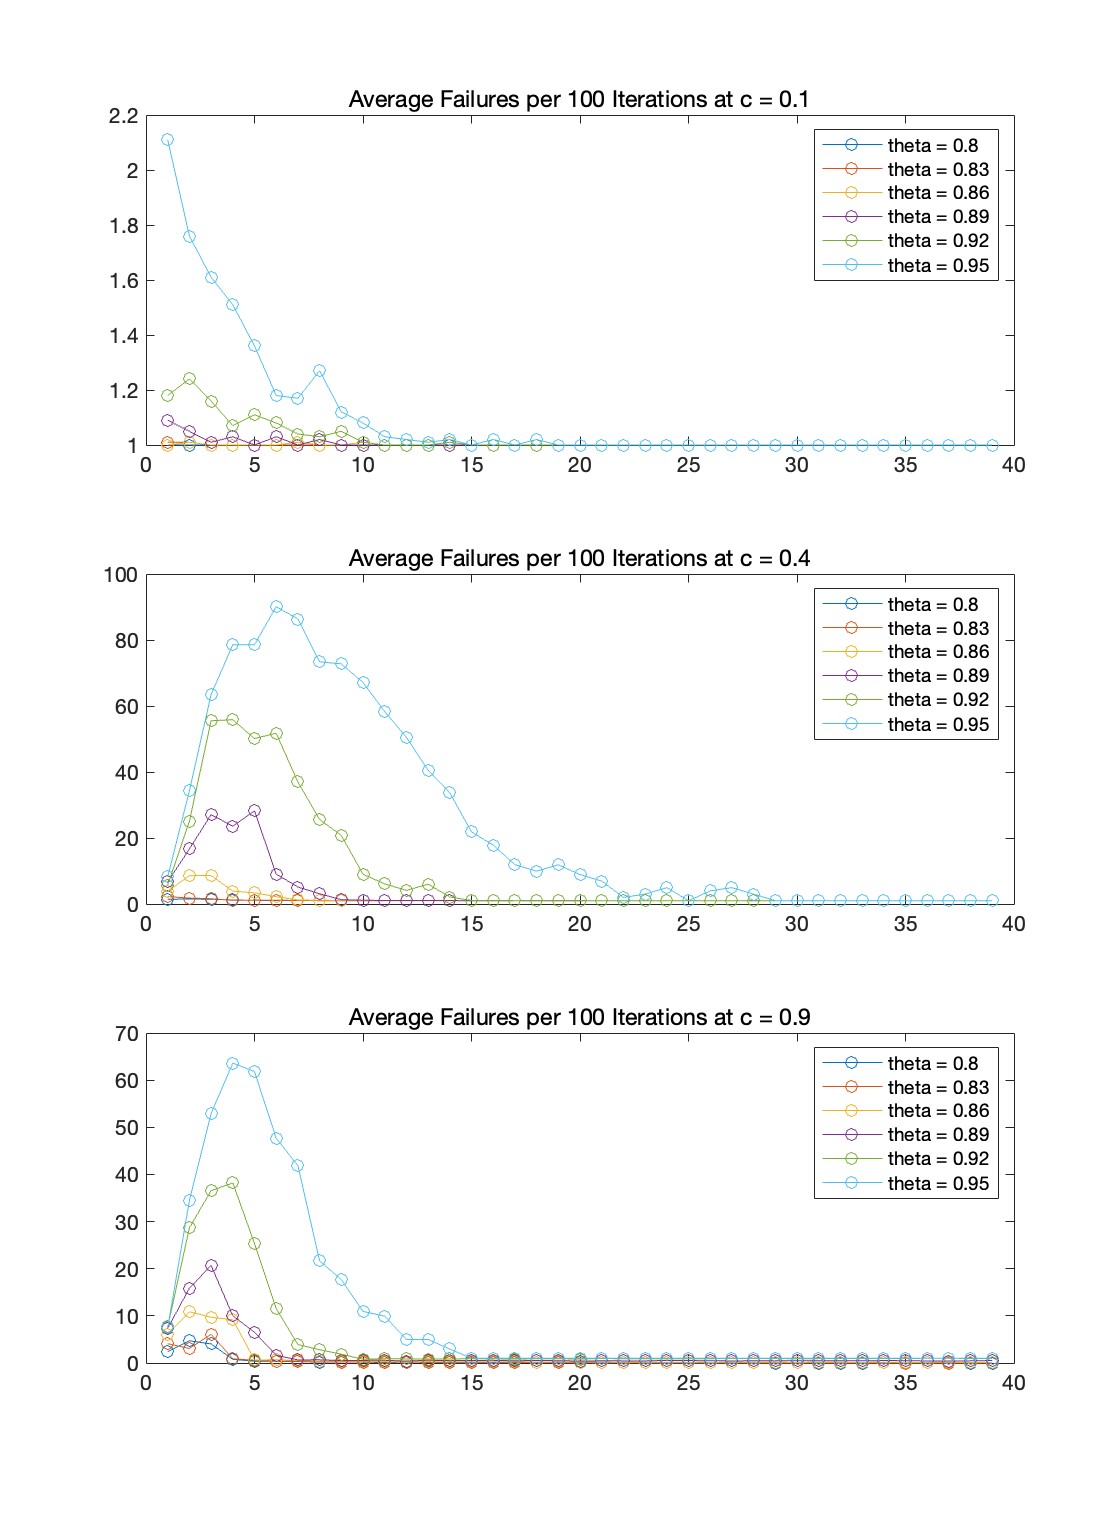 Average Failures per 100 Iterations at c = 0.1
2.2
2
1.8
1.6
1.4
1.2
1
0 5 10 15 20 25 30 35 40
theta = 0.8
theta = 0.83
theta = 0.86
theta = 0.89
theta = 0.92
theta = 0.95
Average Failures per 100 Iterations at c = 0.4
100
80
60
40
20
0
0 5 10 15 20 25 30 35 40
theta = 0.8
theta = 0.83
theta = 0.86
theta = 0.89
theta = 0.92
theta = 0.95
Average Failures per 100 Iterations at c = 0.9
70
60
50
40
30
20
10
0
0 5 10 15 20 25 30 35 40
theta = 0.8
theta = 0.83
theta = 0.86
theta = 0.89
theta = 0.92
theta = 0.95